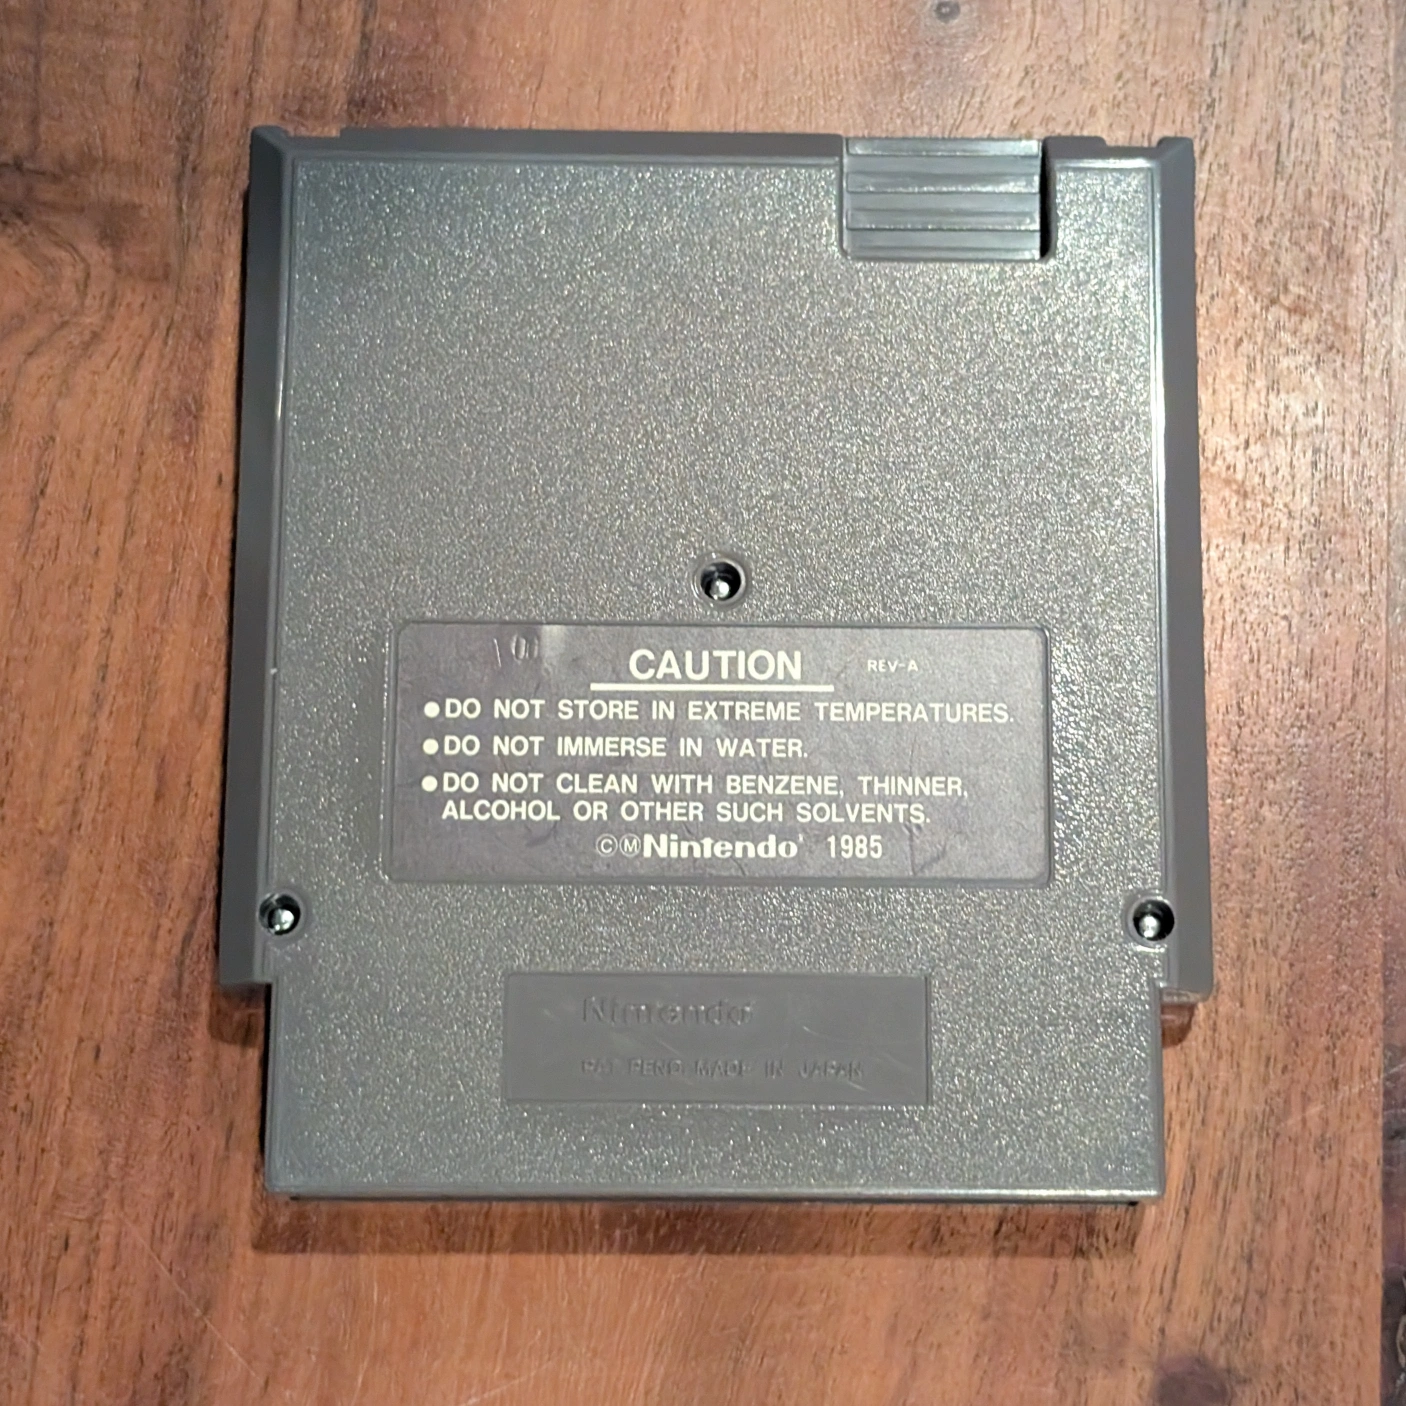 CAUTION REV-A
●DO NOT STORE IN EXTREME TEMPERATURES.
●DO NOT IMMERSE IN WATER.
●DO NOT CLEAN WITH BENZENE, THINNER,
ALCOHOL OR OTHER SUCH SOLVENTS.
ⒸⓂNintendo® 1985
Nintendo®
PAT. PEND. MADE IN JAPAN